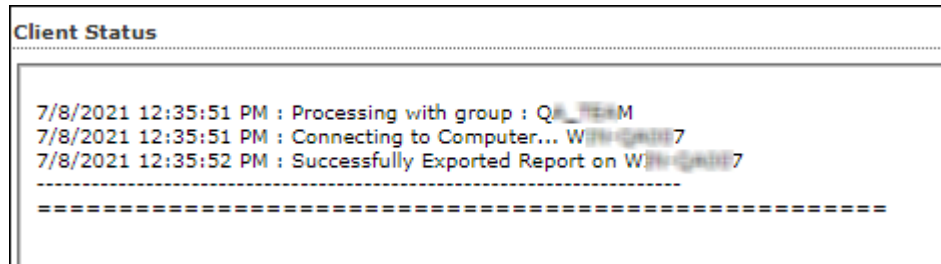 Client Status
7/8/2021 12:35:51 PM : Processing with group :
7/8/2021 12:35:51 PM : Connecting to Computer...
7/8/2021 12:35:52 PM : Successfully Exported Report on
-----------------------------------------------------------------------
====================================================